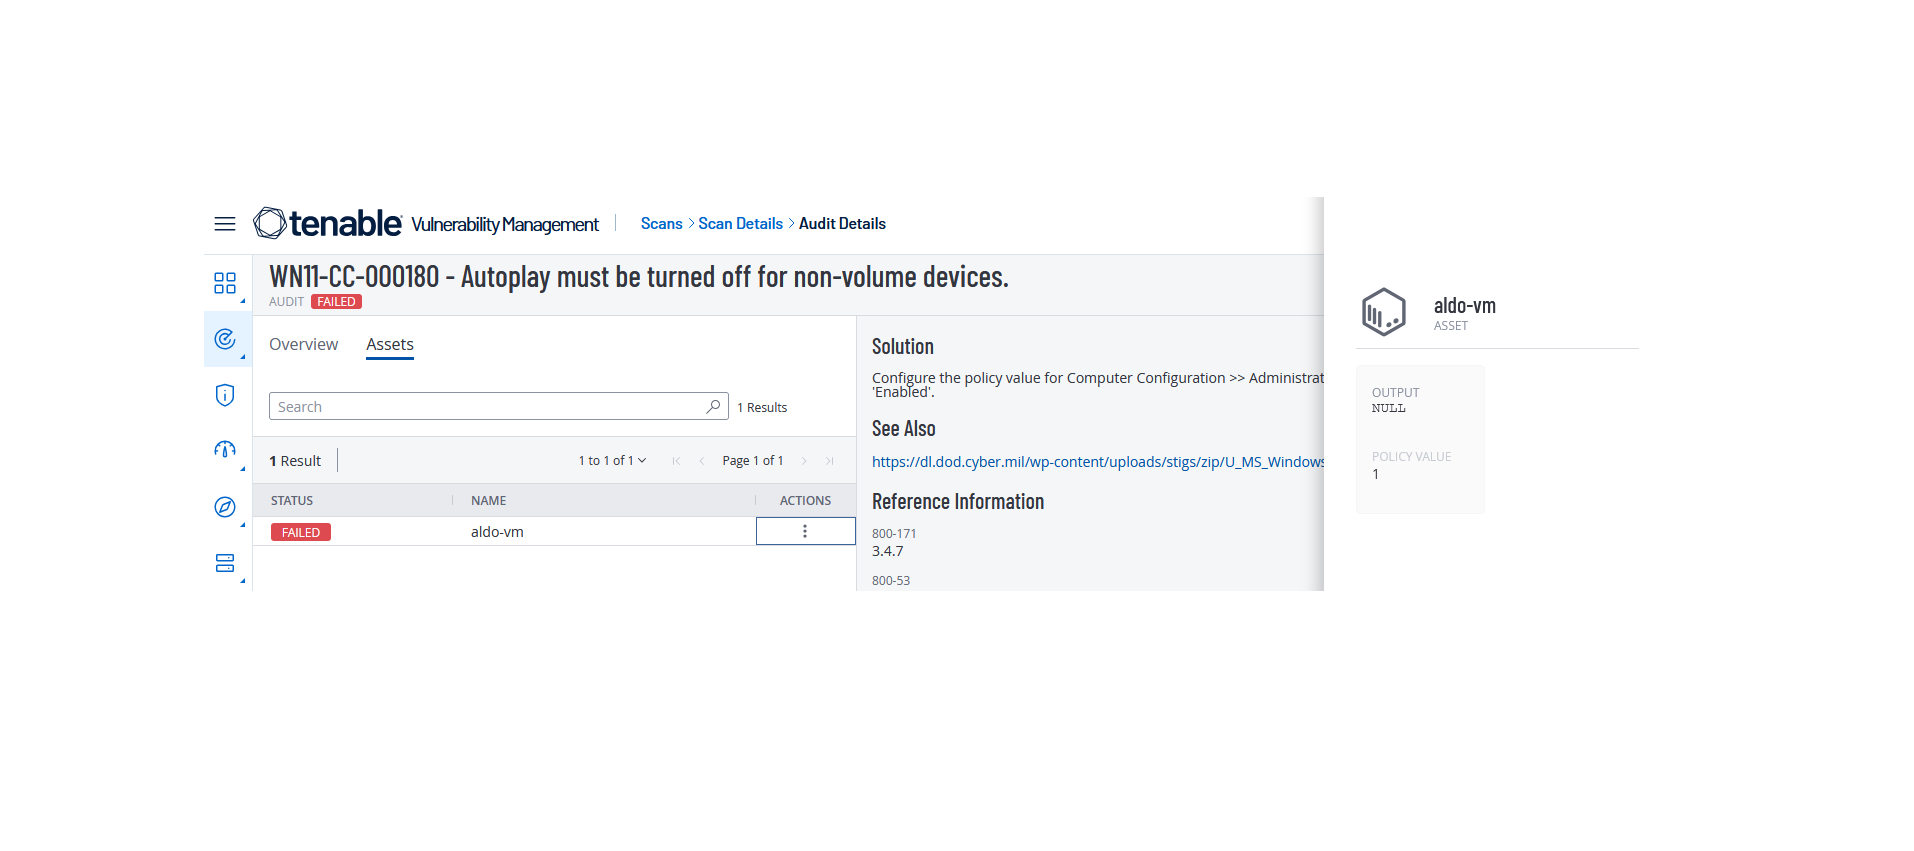 tenable Vulnerability Management
Scans > Scan Details > Audit Details
WN11-CC-000180 - Autoplay must be turned off for non-volume devices.
AUDIT FAILED
Overview Assets
Search
1 Results
1 Result
1 to 1 of 1
Page 1 of 1
STATUS NAME ACTIONS
FAILED aldo-vm
Solution
Configure the policy value for Computer Configuration >> Administrat
'Enabled'.
See Also
https://dl.dod.cyber.mil/wp-content/uploads/stigs/zip/U_MS_Windows
Reference Information
800-171
3.4.7
800-53
aldo-vm
ASSET
OUTPUT
NULL
POLICY VALUE
1